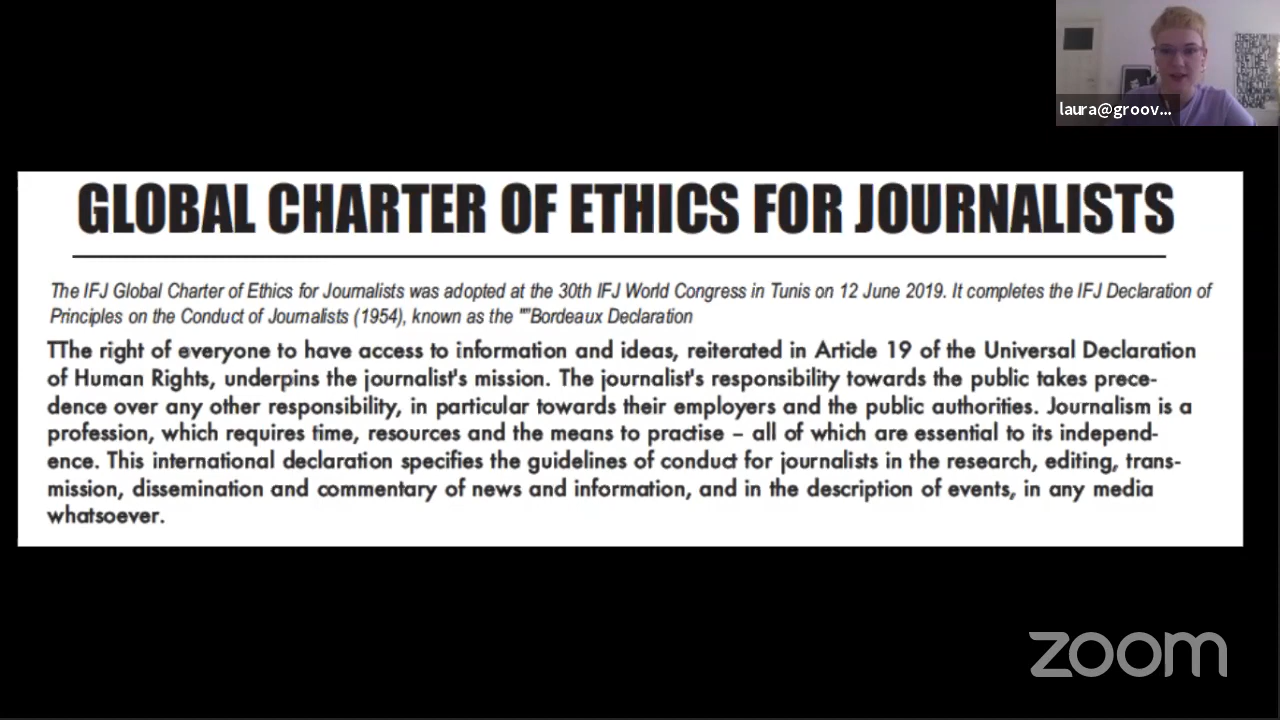 laura@groov...
GLOBAL CHARTER OF ETHICS FOR JOURNALISTS
The IFJ Global Charter of Ethics for Journalists was adopted at the 30th IFJ World Congress in Tunis on 12 June 2019. It completes the IFJ Declaration of
Principles on the Conduct of Journalists (1954), known as the ""Bordeaux Declaration
TThe right of everyone to have access to information and ideas, reiterated in Article 19 of the Universal Declaration
of Human Rights, underpins the journalist's mission. The journalist's responsibility towards the public takes prece-
dence over any other responsibility, in particular towards their employers and the public authorities. Journalism is a
profession, which requires time, resources and the means to practise – all of which are essential to its independ-
ence. This international declaration specifies the guidelines of conduct for journalists in the research, editing, trans-
mission, dissemination and commentary of news and information, and in the description of events, in any media
whatsoever.
zoom